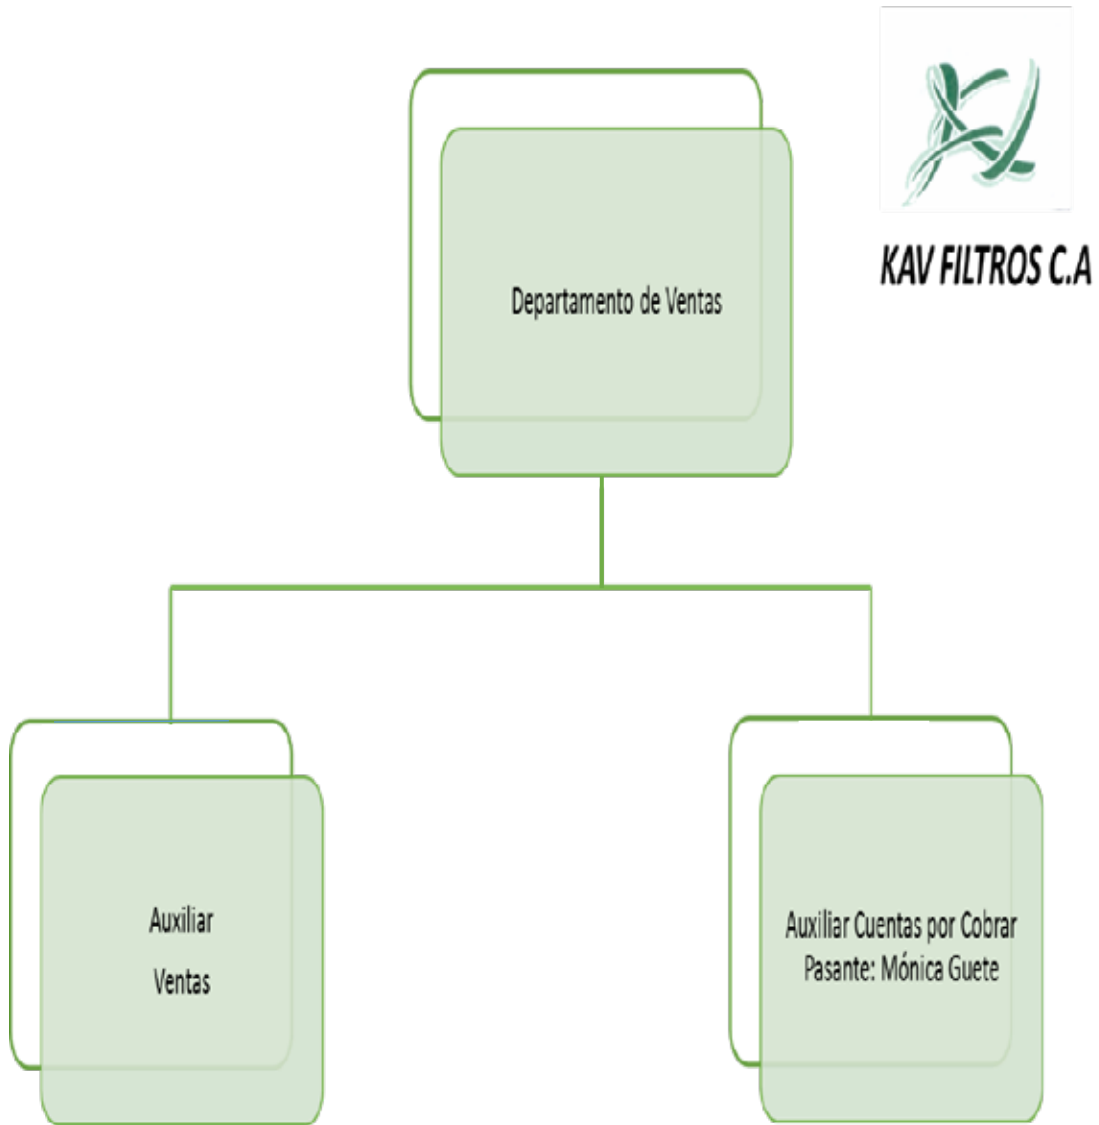 KAV FILTROS C.A
Departamento de Ventas
Auxiliar
Ventas
Auxiliar Cuentas por Cobrar
Pasante: Mónica Guete